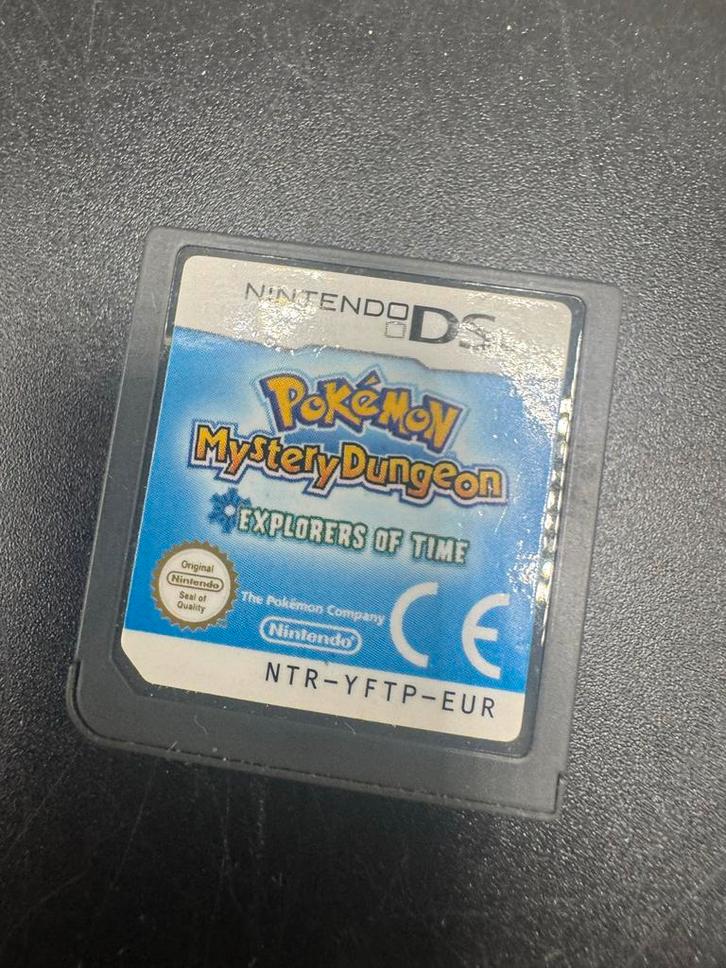 NINTENDO DS
POKéMON
Mystery Dungeon
EXPLORERS OF TIME
Original
Nintendo
Seal of
Quality
The Pokémon Company
Nintendo
CE
NTR-YFTP-EUR